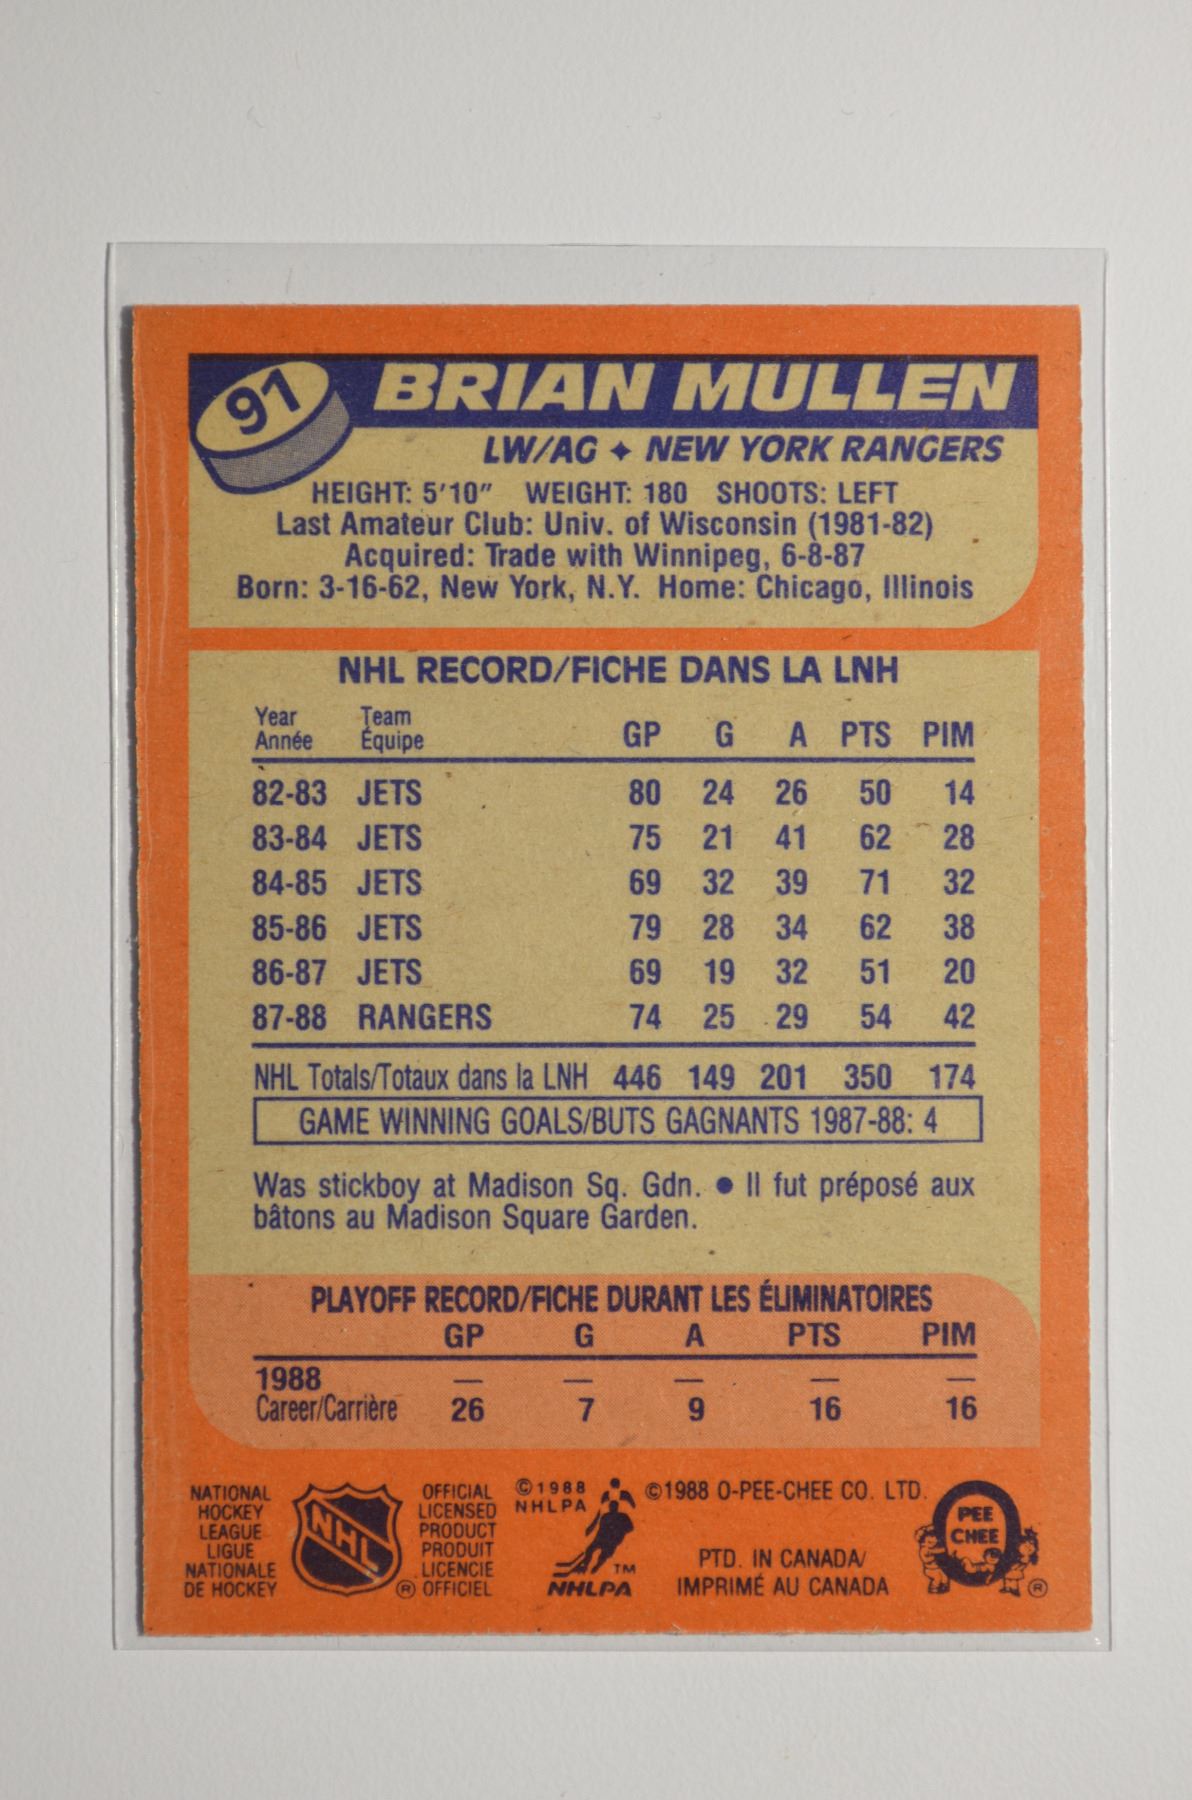 91
BRIAN MULLEN
LW/AG ✦ NEW YORK RANGERS
HEIGHT: 5'10" WEIGHT: 180 SHOOTS: LEFT
Last Amateur Club: Univ. of Wisconsin (1981-82)
Acquired: Trade with Winnipeg, 6-8-87
Born: 3-16-62, New York, N.Y. Home: Chicago, Illinois
NHL RECORD/FICHE DANS LA LNH
Year Team
Année Équipe GP G A PTS PIM
82-83 JETS 80 24 26 50 14
83-84 JETS 75 21 41 62 28
84-85 JETS 69 32 39 71 32
85-86 JETS 79 28 34 62 38
86-87 JETS 69 19 32 51 20
87-88 RANGERS 74 25 29 54 42
NHL Totals/Totaux dans la LNH 446 149 201 350 174
GAME WINNING GOALS/BUTS GAGNANTS 1987-88: 4
Was stickboy at Madison Sq. Gdn. ● Il fut préposé aux
bâtons au Madison Square Garden.
PLAYOFF RECORD/FICHE DURANT LES ÉLIMINATOIRES
GP G A PTS PIM
1988 — — — — —
Career/Carrière 26 7 9 16 16
NATIONAL
HOCKEY
LEAGUE
LIGUE
NATIONALE
DE HOCKEY
NHL
®
OFFICIAL
LICENSED
PRODUCT
PRODUIT
LICENCIE
OFFICIEL
©1988
NHLPA
TM
NHLPA
©1988 O-PEE-CHEE CO. LTD.
PTD. IN CANADA/
IMPRIMÉ AU CANADA
PEE
CHEE
®